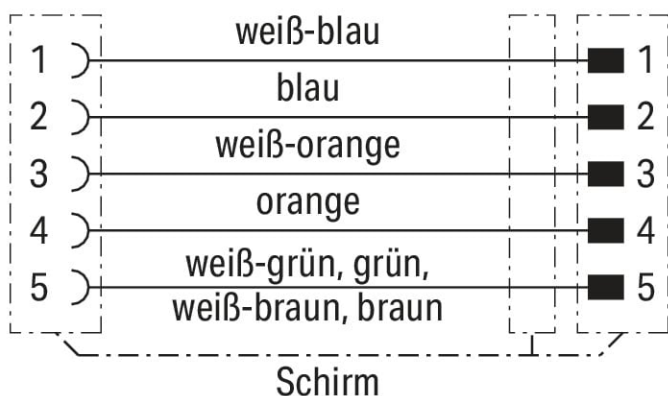 weiß-blau
1 1
blau
2 2
weiß-orange
3 3
orange
4 4
weiß-grün, grün,
5 5
weiß-braun, braun
Schirm